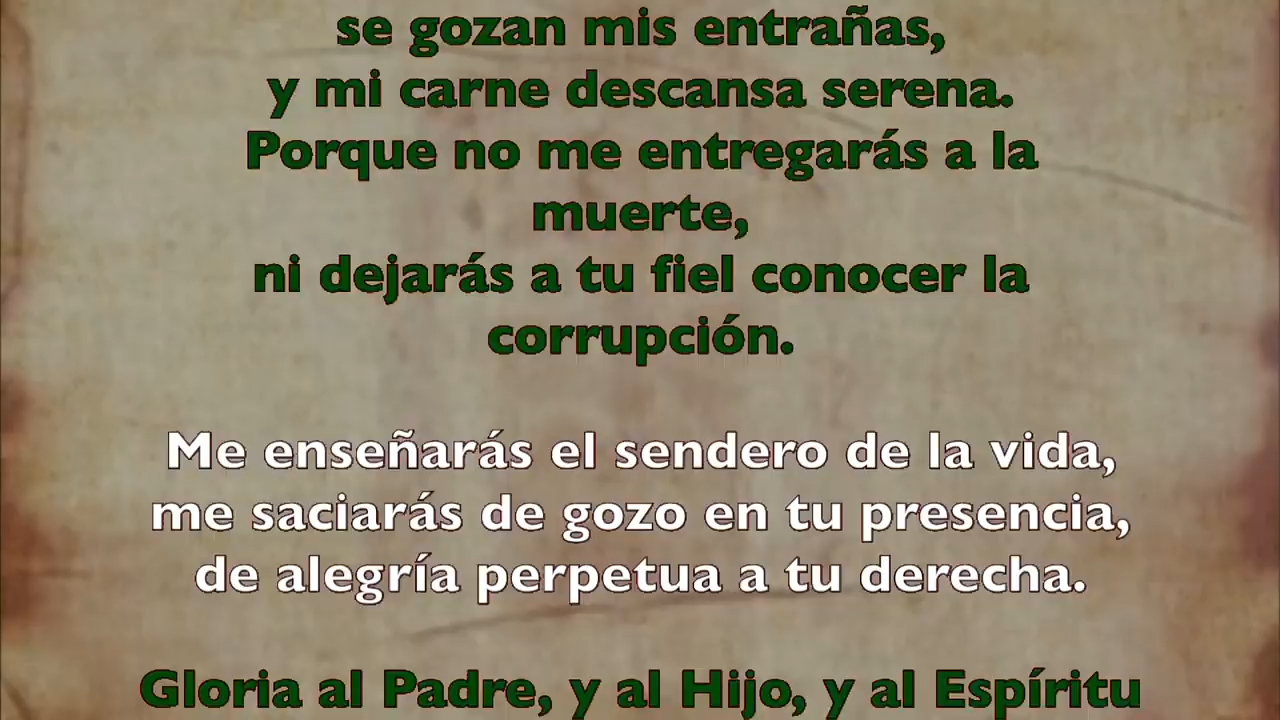 se gozan mis entrañas,
y mi carne descansa serena.
Porque no me entregarás a la
muerte,
ni dejarás a tu fiel conocer la
corrupción.
Me enseñarás el sendero de la vida,
me saciarás de gozo en tu presencia,
de alegría perpetua a tu derecha.
Gloria al Padre, y al Hijo, y al Espíritu